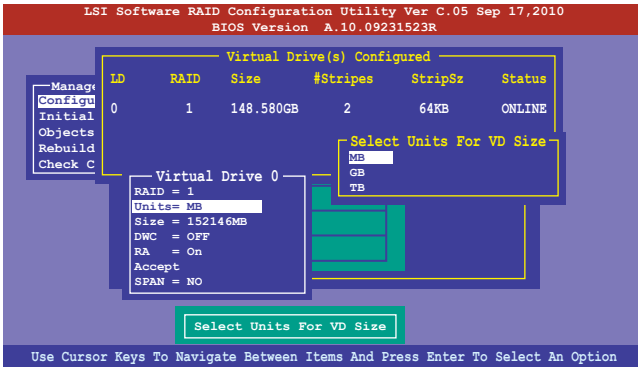 LSI Software RAID Configuration Utility Ver C.05 Sep 17,2010
BIOS Version A.10.09231523R
Virtual Drive(s) Configured
LD RAID Size #Stripes StripSz Status
0 1 148.580GB 2 64KB ONLINE
Manage
Configu
Initial
Objects
Rebuild
Check C
Select Units For VD Size
MB
GB
TB
Virtual Drive 0
RAID = 1
Units= MB
Size = 152146MB
DWC = OFF
RA = On
Accept
SPAN = NO
Select Units For VD Size
Use Cursor Keys To Navigate Between Items And Press Enter To Select An Option